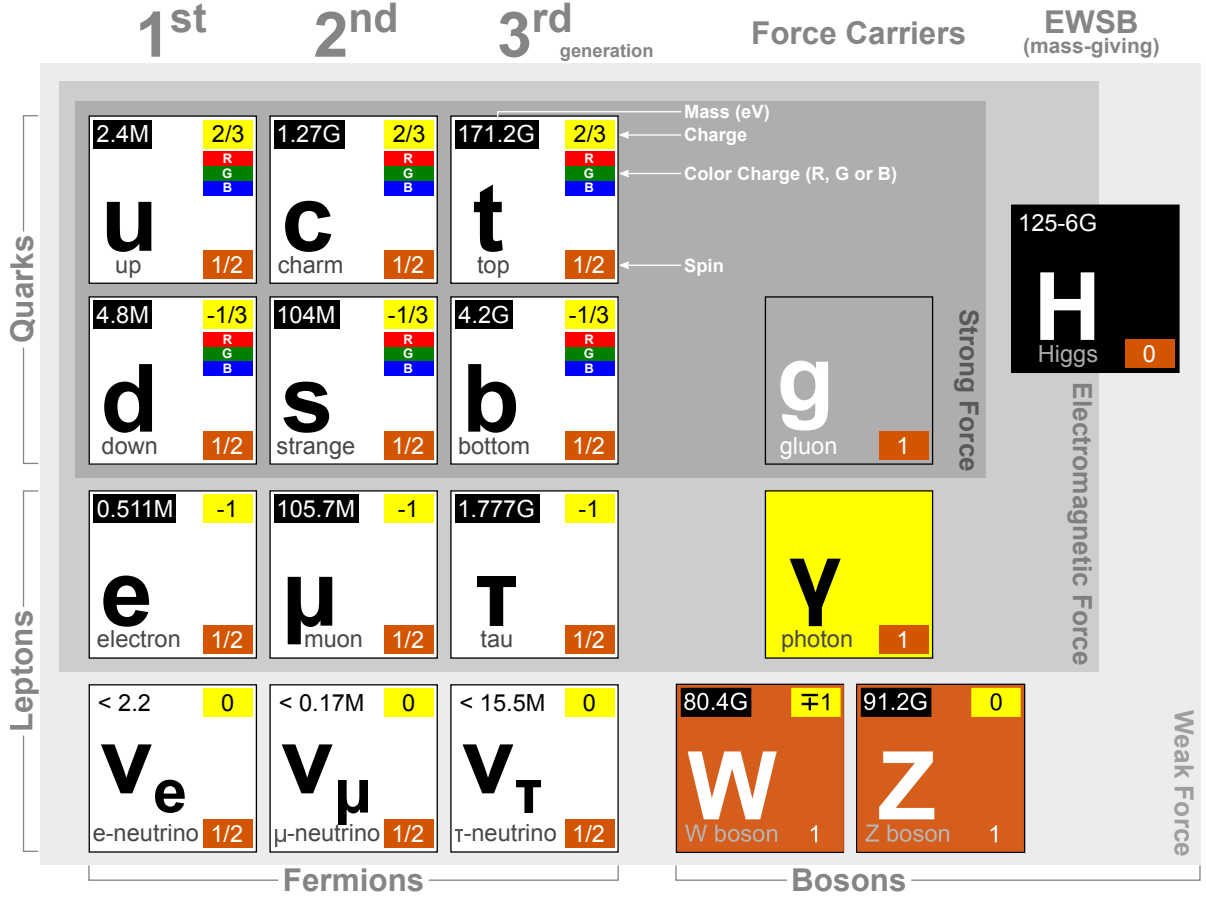 1st 2nd 3rd generation Force Carriers EWSB
(mass-giving)
Mass (eV)
2.4M 2/3 1.27G 2/3 171.2G 2/3 Charge
R R R
G G G Color Charge (R, G or B)
B B B
u c t
up 1/2 charm 1/2 top 1/2 Spin
125-6G
H
Higgs 0
Quarks
4.8M -1/3 104M -1/3 4.2G -1/3
R R R
G G G
B B B
d s b g
down 1/2 strange 1/2 bottom 1/2 gluon 1
Strong Force
0.511M -1 105.7M -1 1.777G -1
e μ τ γ
electron 1/2 muon 1/2 tau 1/2 photon 1
Electromagnetic Force
Leptons
< 2.2 0 < 0.17M 0 < 15.5M 0 80.4G ∓1 91.2G 0
νe νμ ντ W Z
e-neutrino 1/2 μ-neutrino 1/2 τ-neutrino 1/2 W boson 1 Z boson 1
Weak Force
Fermions Bosons